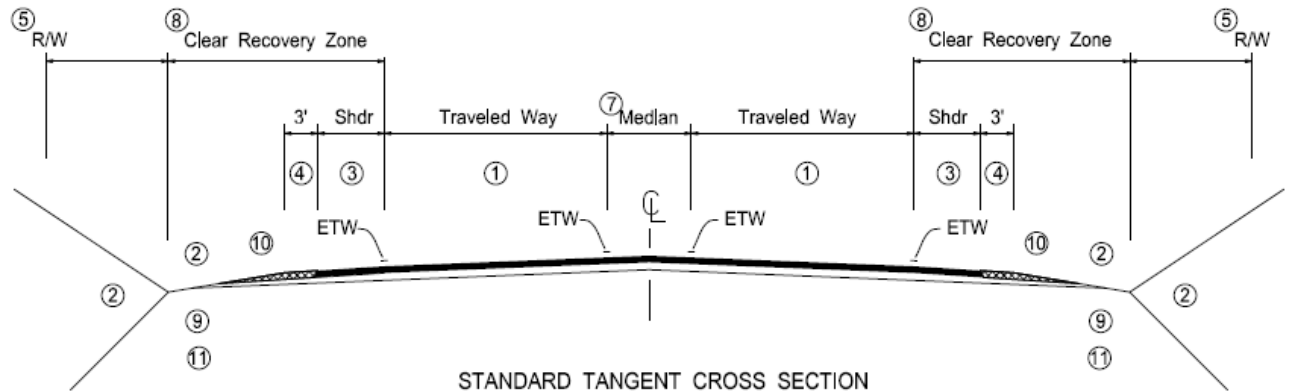 ⑤ ⑧ ⑧ ⑤
R/W Clear Recovery Zone Clear Recovery Zone R/W
⑦
3' Shdr Traveled Way Median Traveled Way Shdr 3'
④ ③ ① ① ③ ④
℄
ETW ETW ETW ETW
② ⑩ ⑩ ②
② ②
⑨ ⑨
⑪ ⑪
STANDARD TANGENT CROSS SECTION